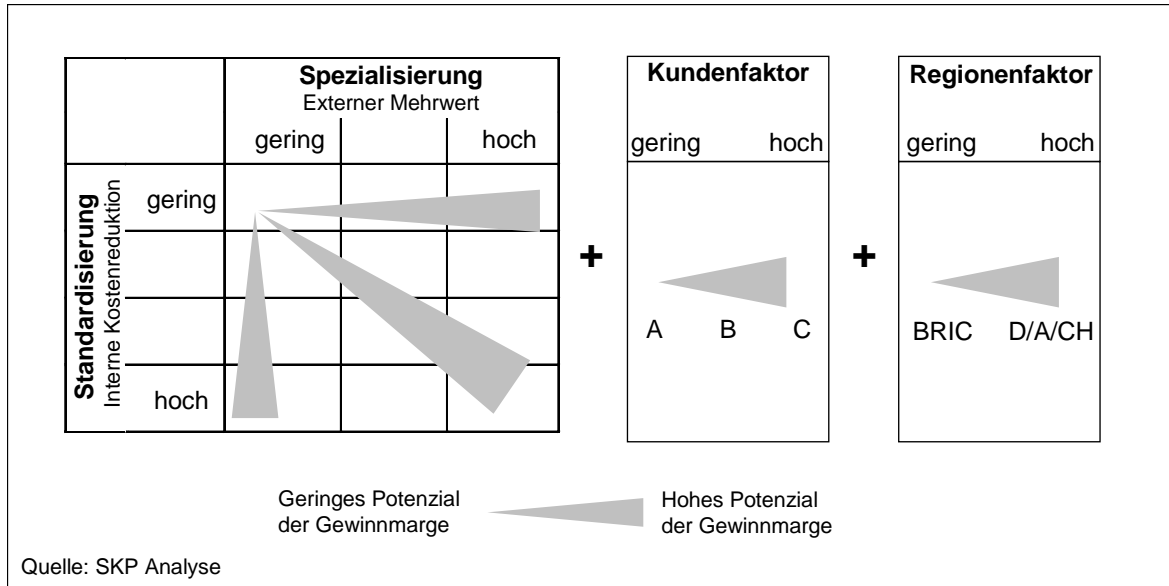 Spezialisierung
Externer Mehrwert
gering hoch
Standardisierung
Interne Kostenreduktion
gering
hoch
+
Kundenfaktor
gering hoch
A B C
+
Regionenfaktor
gering hoch
BRIC D/A/CH
Geringes Potenzial
der Gewinnmarge
Hohes Potenzial
der Gewinnmarge
Quelle: SKP Analyse